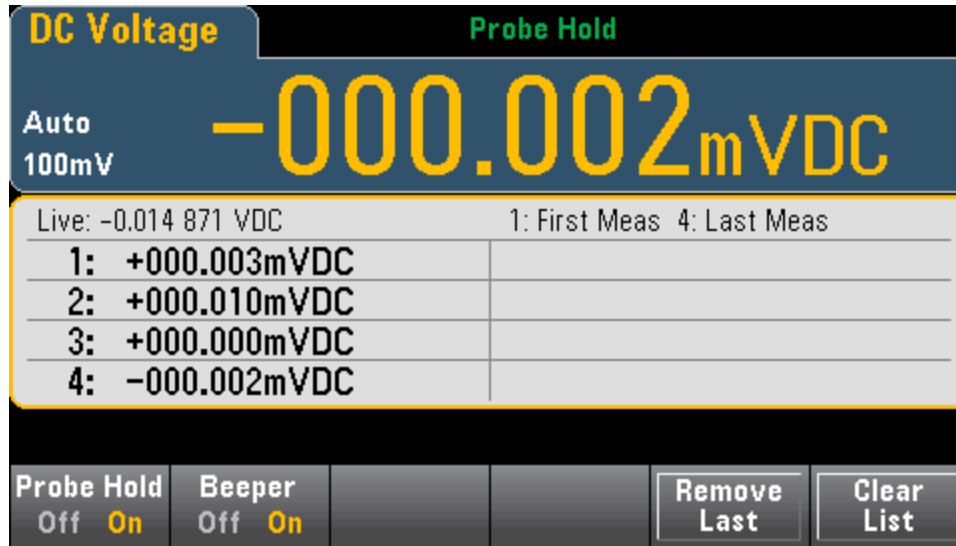 DC Voltage
Probe Hold
Auto
100mV
−000.002mVDC
Live: -0.014 871 VDC
1: First Meas 4: Last Meas
1: +000.003mVDC
2: +000.010mVDC
3: +000.000mVDC
4: −000.002mVDC
Probe Hold
Off On
Beeper
Off On
Remove
Last
Clear
List